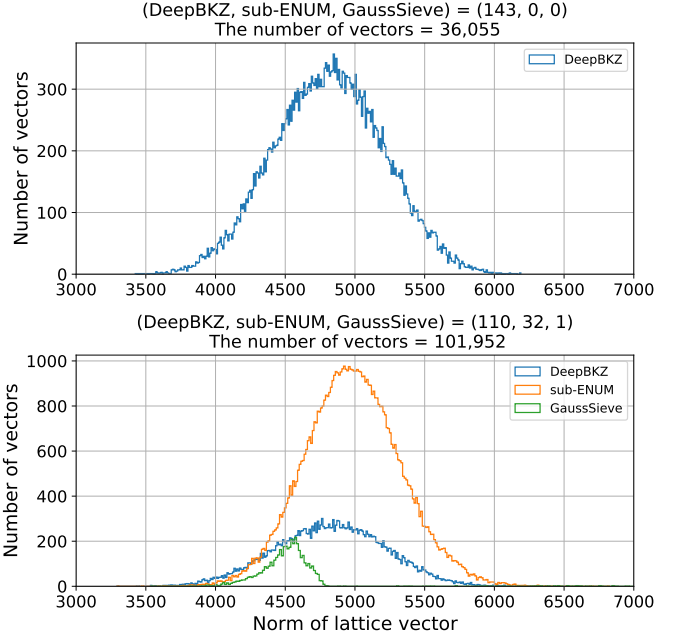 (DeepBKZ, sub-ENUM, GaussSieve) = (143, 0, 0)
The number of vectors = 36,055
DeepBKZ
Number of vectors
300
200
100
0
3000 3500 4000 4500 5000 5500 6000 6500 7000
(DeepBKZ, sub-ENUM, GaussSieve) = (110, 32, 1)
The number of vectors = 101,952
DeepBKZ
sub-ENUM
GaussSieve
Number of vectors
1000
800
600
400
200
0
3000 3500 4000 4500 5000 5500 6000 6500 7000
Norm of lattice vector